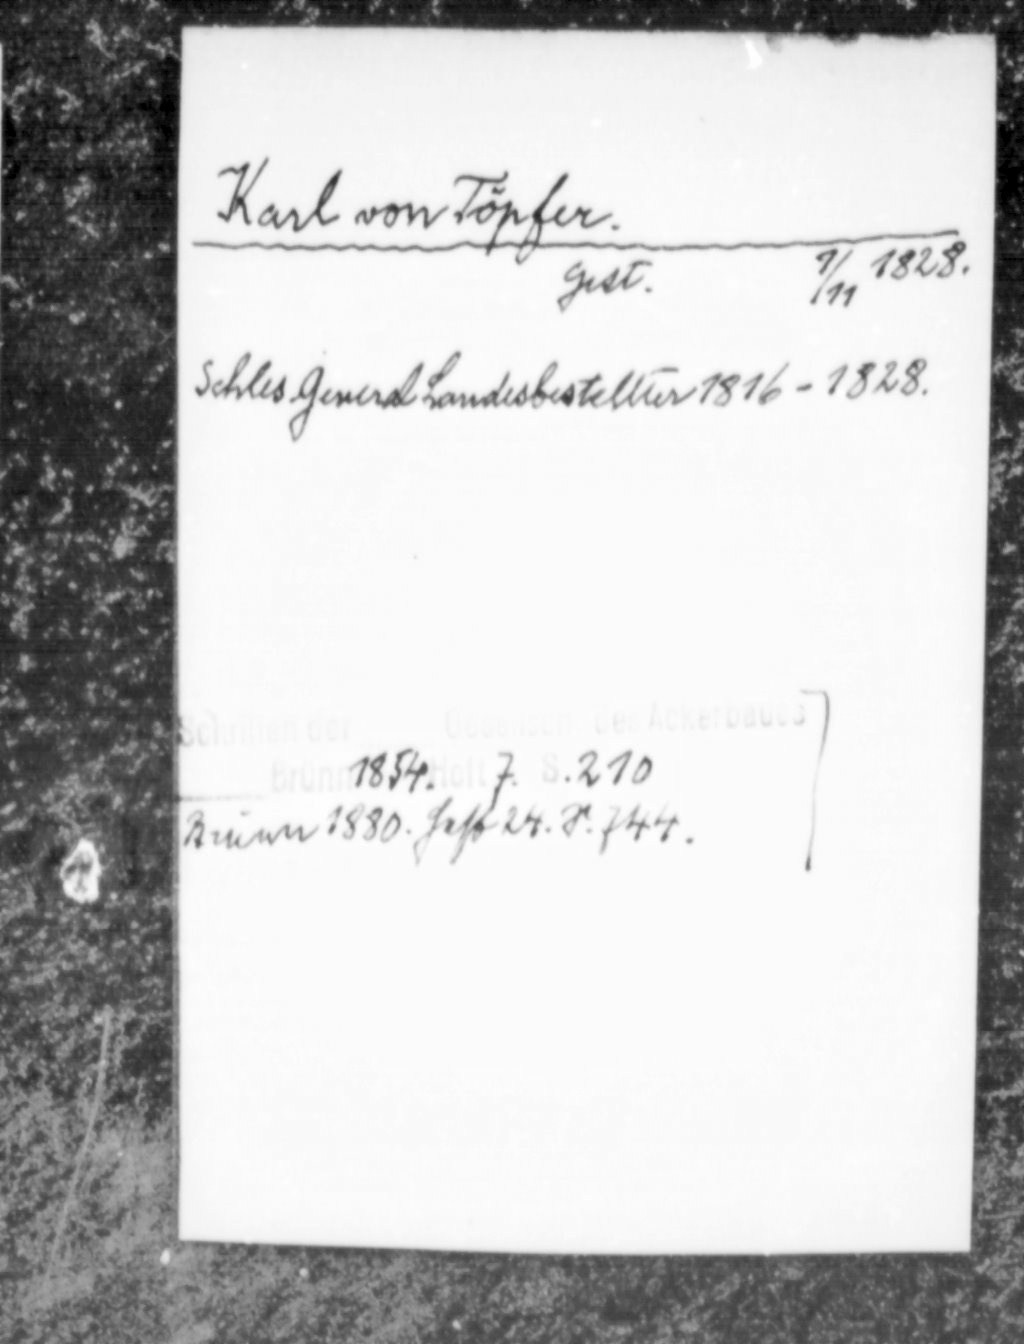 Karl von Töpfer.
gest. 7/11 1828.
Schles. General Landesbestellter 1816 - 1828.
Schriften der Gesellsch. des Ackerbaues
Brünn 1854. Heft 7. S. 210
Brünn 1880. Heft 24. S. 744.